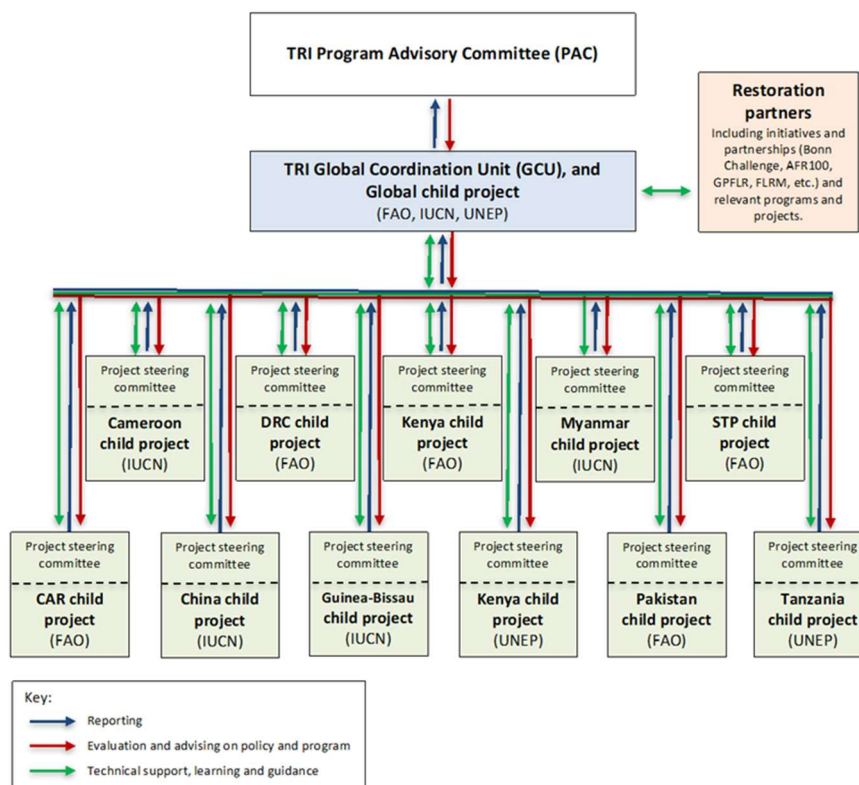 TRI Program Advisory Committee (PAC)
Restoration
partners
Including initiatives and
partnerships (Bonn
Challenge, AFR100,
GPFLR, FLRM, etc.) and
relevant programs and
projects.
TRI Global Coordination Unit (GCU), and
Global child project
(FAO, IUCN, UNEP)
Project steering
committee
Cameroon
child project
(IUCN)
Project steering
committee
DRC child
project
(FAO)
Project steering
committee
Kenya child
project
(FAO)
Project steering
committee
Myanmar
child project
(IUCN)
Project steering
committee
STP child
project
(FAO)
Project steering
committee
CAR child
project
(FAO)
Project steering
committee
China child
project
(IUCN)
Project steering
committee
Guinea-Bissau
child project
(IUCN)
Project steering
committee
Kenya child
project
(UNEP)
Project steering
committee
Pakistan
child project
(FAO)
Project steering
committee
Tanzania
child project
(UNEP)
Key:
Reporting
Evaluation and advising on policy and program
Technical support, learning and guidance